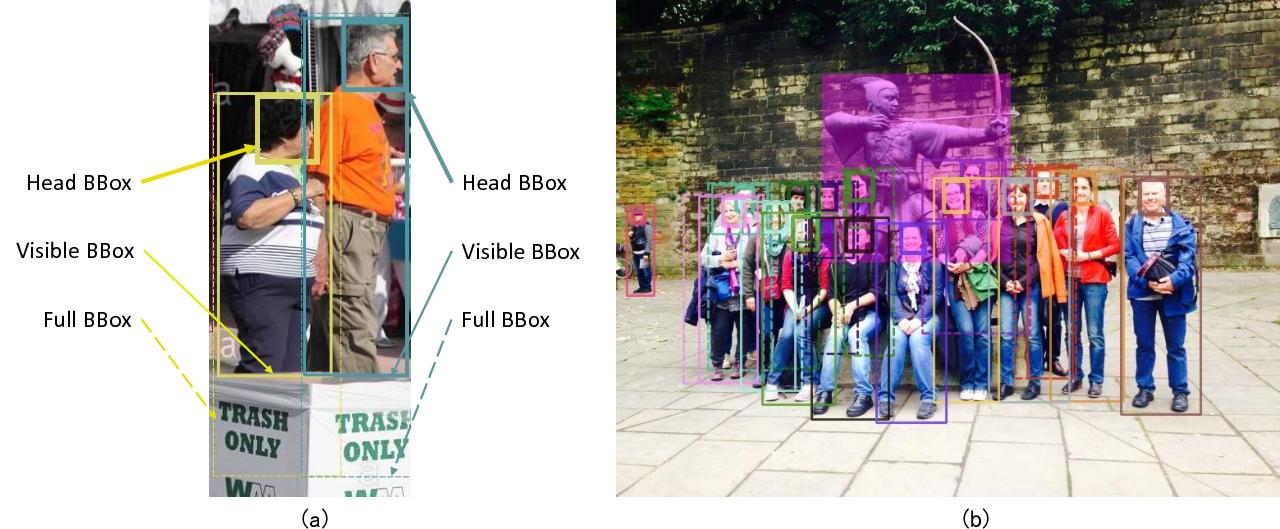 Head BBox
Visible BBox
Full BBox
Head BBox
Visible BBox
Full BBox
TRASH
ONLY
TRASH
ONLY
a
a
a
a
(a)
(b)